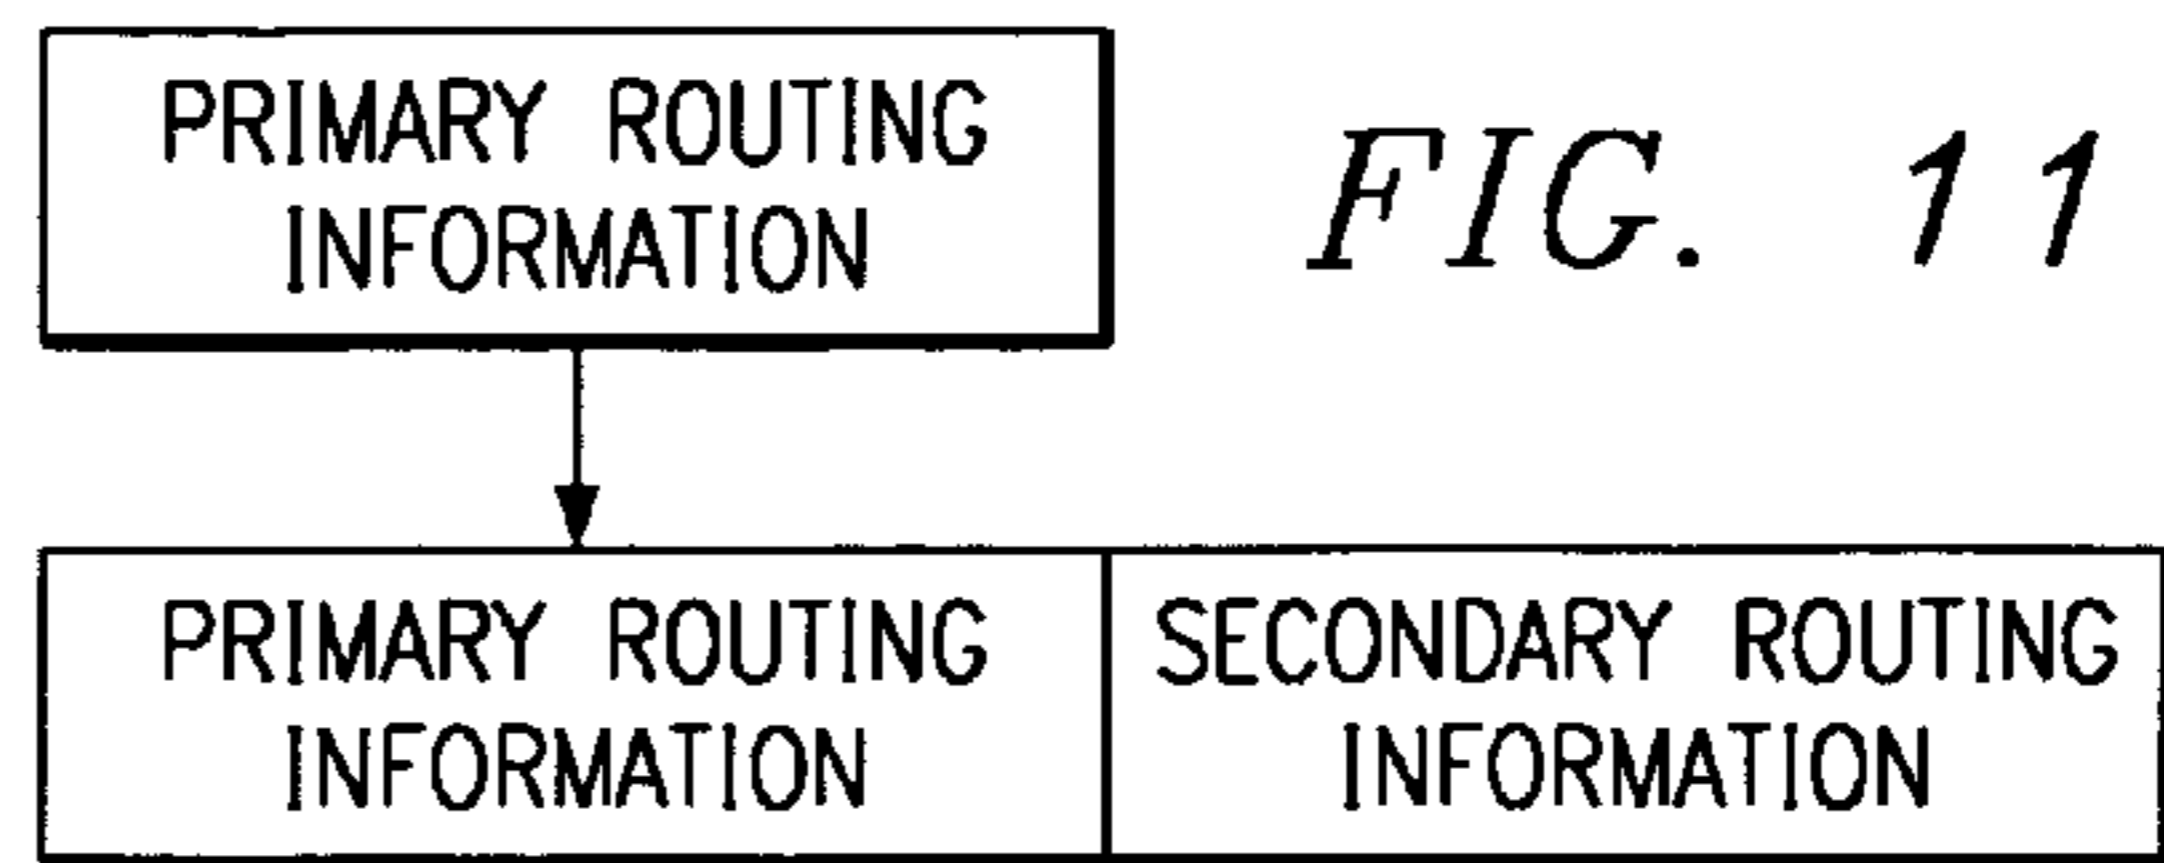 PRIMARY ROUTING
INFORMATION
FIG. 11
PRIMARY ROUTING
INFORMATION
SECONDARY ROUTING
INFORMATION